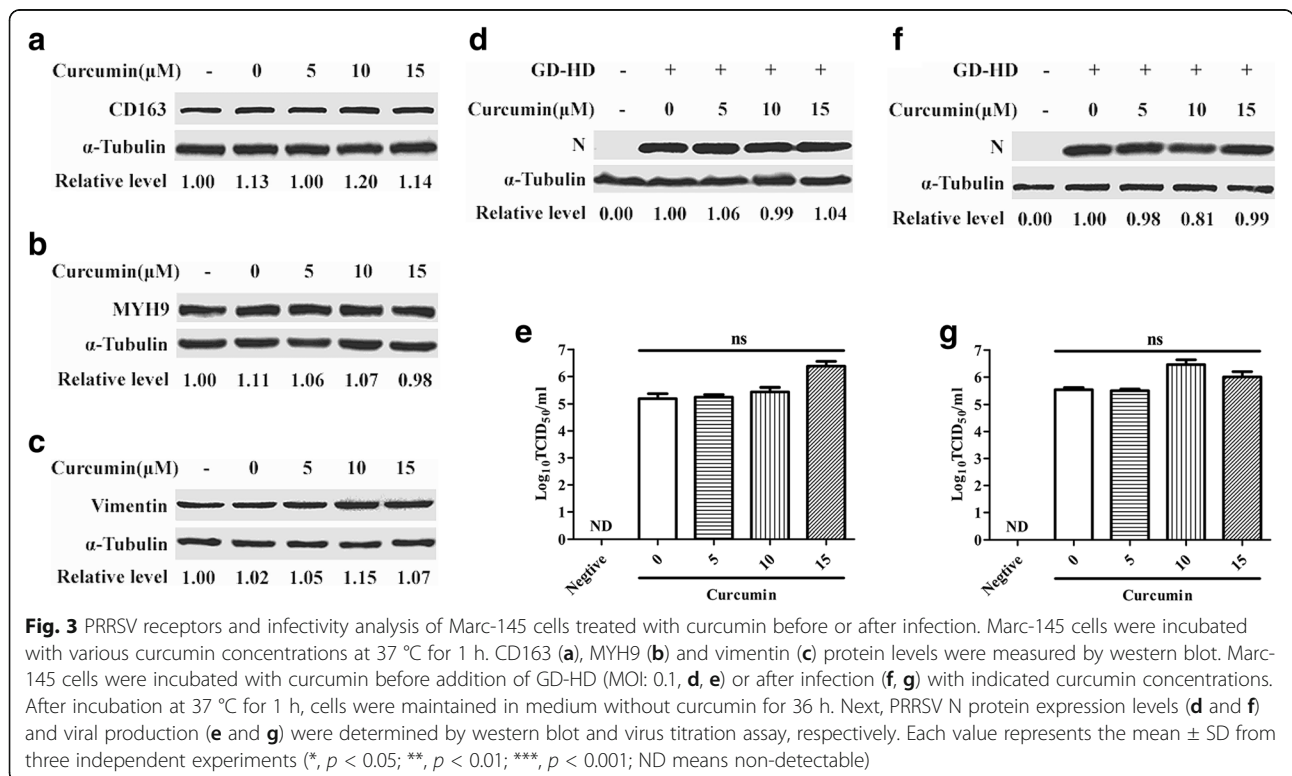 a
Curcumin(μM) - 0 5 10 15
CD163
α-Tubulin
Relative level 1.00 1.13 1.00 1.20 1.14
b
Curcumin(μM) - 0 5 10 15
MYH9
α-Tubulin
Relative level 1.00 1.11 1.06 1.07 0.98
c
Curcumin(μM) - 0 5 10 15
Vimentin
α-Tubulin
Relative level 1.00 1.02 1.05 1.15 1.07
d
GD-HD - + + + +
Curcumin(μM) - 0 5 10 15
N
α-Tubulin
Relative level 0.00 1.00 1.06 0.99 1.04
e
ns
Log10TCID50/ml
7
6
5
4
3
2
1
0
ND
Negtive 0 5 10 15
Curcumin
f
GD-HD - + + + +
Curcumin(μM) - 0 5 10 15
N
α-Tubulin
Relative level 0.00 1.00 0.98 0.81 0.99
g
ns
Log10TCID50/ml
7
6
5
4
3
2
1
0
ND
Negtive 0 5 10 15
Curcumin
Fig. 3 PRRSV receptors and infectivity analysis of Marc-145 cells treated with curcumin before or after infection. Marc-145 cells were incubated
with various curcumin concentrations at 37 °C for 1 h. CD163 (a), MYH9 (b) and vimentin (c) protein levels were measured by western blot. Marc-
145 cells were incubated with curcumin before addition of GD-HD (MOI: 0.1, d, e) or after infection (f, g) with indicated curcumin concentrations.
After incubation at 37 °C for 1 h, cells were maintained in medium without curcumin for 36 h. Next, PRRSV N protein expression levels (d and f)
and viral production (e and g) were determined by western blot and virus titration assay, respectively. Each value represents the mean ± SD from
three independent experiments (*, p < 0.05; **, p < 0.01; ***, p < 0.001; ND means non-detectable)